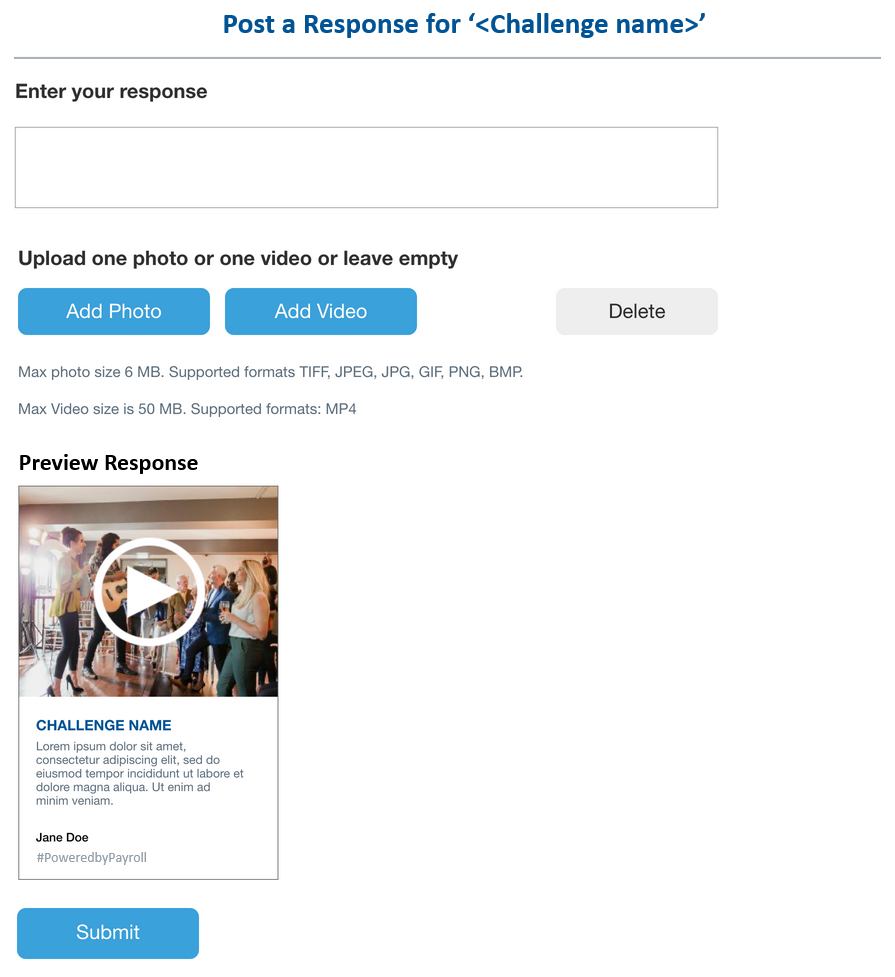 Post a Response for ‘<Challenge name>’
Enter your response
Upload one photo or one video or leave empty
Add Photo
Add Video
Delete
Max photo size 6 MB. Supported formats TIFF, JPEG, JPG, GIF, PNG, BMP.
Max Video size is 50 MB. Supported formats: MP4
Preview Response
CHALLENGE NAME
Lorem ipsum dolor sit amet,
consectetur adipiscing elit, sed do
eiusmod tempor incididunt ut labore et
dolore magna aliqua. Ut enim ad
minim veniam.
Jane Doe
#PoweredbyPayroll
Submit